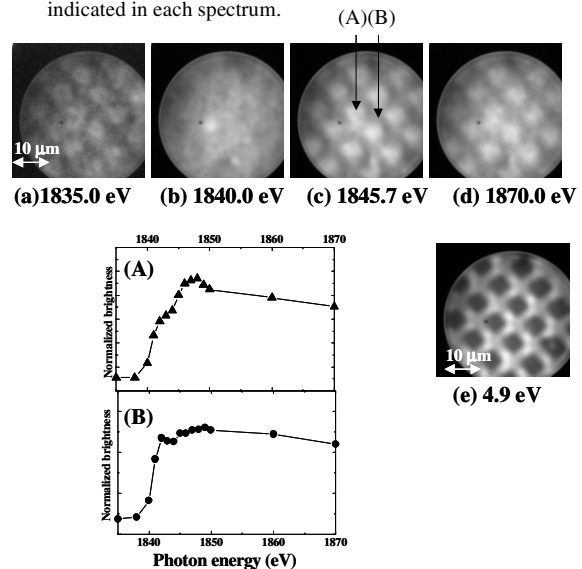 indicated in each spectrum.
(A)(B)
10 μm
(a)1835.0 eV (b) 1840.0 eV (c) 1845.7 eV (d) 1870.0 eV
1840 1850 1860 1870
(A)
Normalized brightness
10 μm
(e) 4.9 eV
(B)
Normalized brightness
1840 1850 1860 1870
Photon energy (eV)